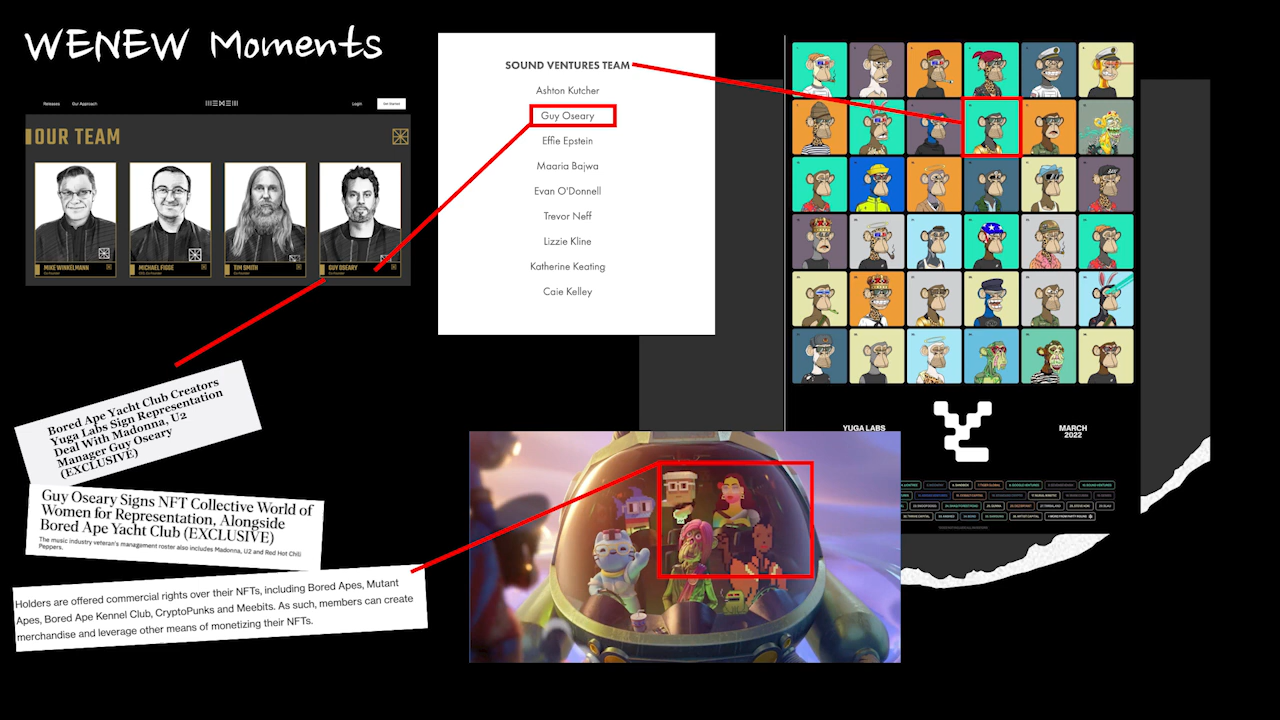 WENEW Moments
Releases
Our Approach
Login
Get Started
OUR TEAM
MIKE WINKELMANN
Co-Founder
MICHAEL FIGGE
TIM SMITH
Co-Founder
GUY OSEARY
Co-Founder
SOUND VENTURES TEAM
Ashton Kutcher
Guy Oseary
Effie Epstein
Maaria Bajwa
Evan O'Donnell
Trevor Neff
Lizzie Kline
Katherine Keating
Caie Kelley
Bored Ape Yacht Club Creators
Yuga Labs Sign Representation
Deal With Madonna, U2
Manager Guy Oseary
(EXCLUSIVE)
Guy Oseary Signs NFT Collective World of
Women for Representation, Alongside
Bored Ape Yacht Club (EXCLUSIVE)
The music industry veteran's management roster also includes Madonna, U2 and Red Hot Chili
Peppers.
Holders are offered commercial rights over their NFTs, including Bored Apes, Mutant
Apes, Bored Ape Kennel Club, CryptoPunks and Meebits. As such, members can create
merchandise and leverage other means of monetizing their NFTs.
YUGA LABS
MARCH
2022